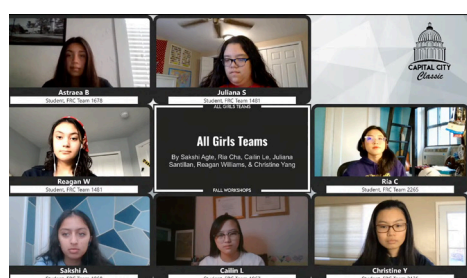 CAPITAL CITY
Classic
Astraea B
Student, FRC Team 1678
Juliana S
Student, FRC Team 1481
ALL GIRLS TEAMS
All Girls Teams
By Sakshi Agte, Ria Cha, Cailin Le, Juliana
Santillan, Reagan Williams, & Christine Yang
FALL WORKSHOPS
Reagan W
Student, FRC Team 1481
Ria C
Student, FRC Team 2265
Sakshi A
Cailin L
Christine Y